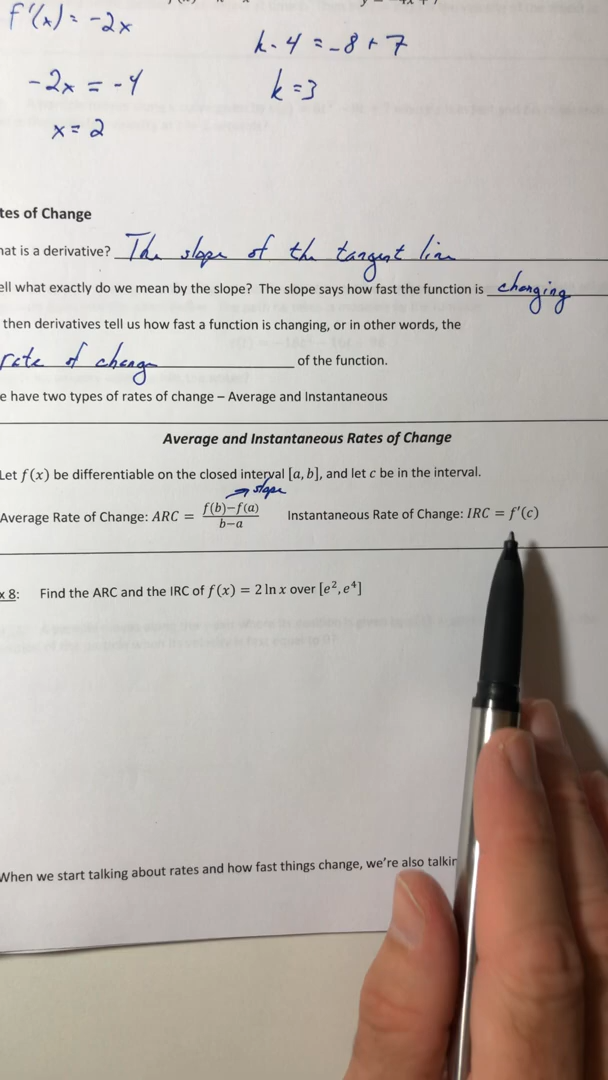 f'(x) = -2x
k - 4 = -8 + 7
-2x = -4
k = 3
x = 2
tes of Change
hat is a derivative? The slope of the tangent line
ell what exactly do we mean by the slope? The slope says how fast the function is changing
then derivatives tell us how fast a function is changing, or in other words, the
rate of change of the function.
e have two types of rates of change – Average and Instantaneous
Average and Instantaneous Rates of Change
Let f(x) be differentiable on the closed interval [a, b], and let c be in the interval.
→ slope
Average Rate of Change: ARC = f(b)−f(a) / b−a Instantaneous Rate of Change: IRC = f'(c)
x 8: Find the ARC and the IRC of f(x) = 2 ln x over [e², e⁴]
When we start talking about rates and how fast things change, we're also talkin